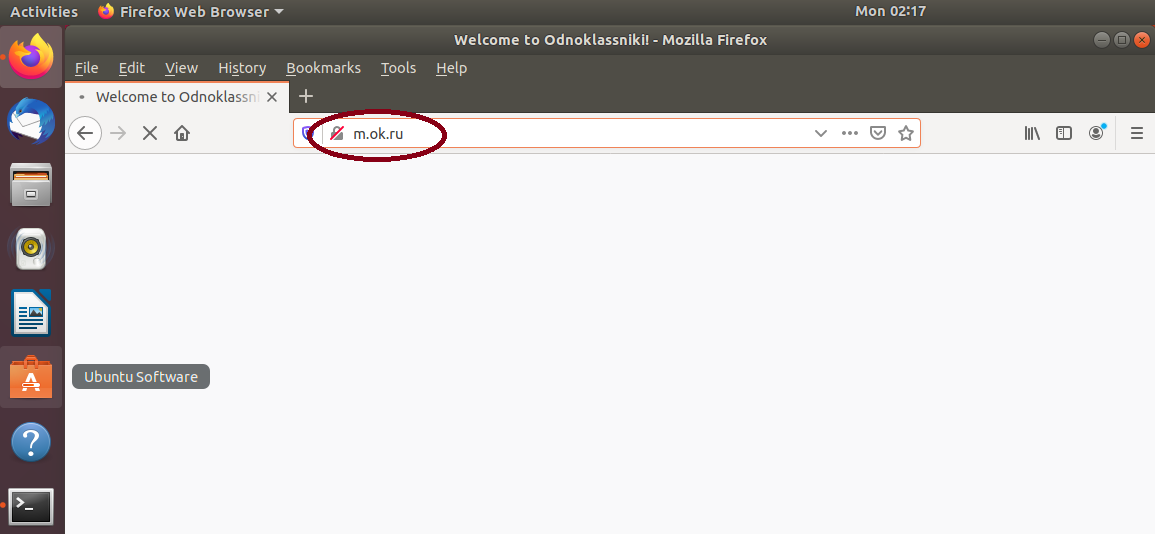 Activities Firefox Web Browser Mon 02:17
Welcome to Odnoklassniki! - Mozilla Firefox
File Edit View History Bookmarks Tools Help
Welcome to Odnoklassni
m.ok.ru
Ubuntu Software